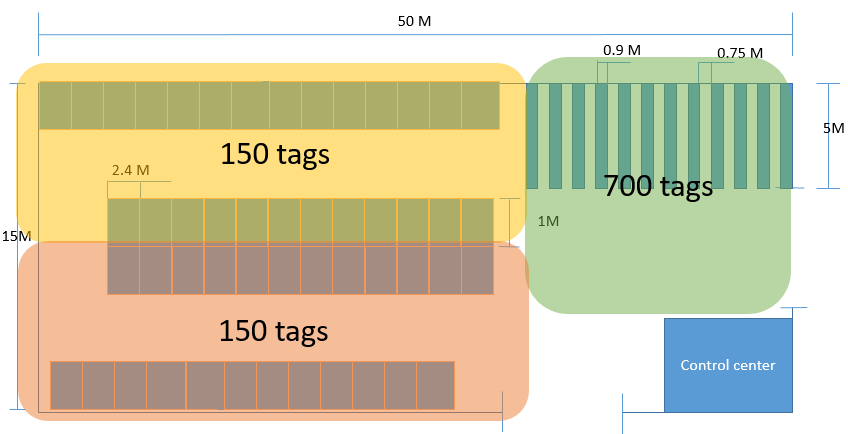 50 M
0.9 M
0.75 M
5M
150 tags
2.4 M
700 tags
1M
15M
150 tags
Control center